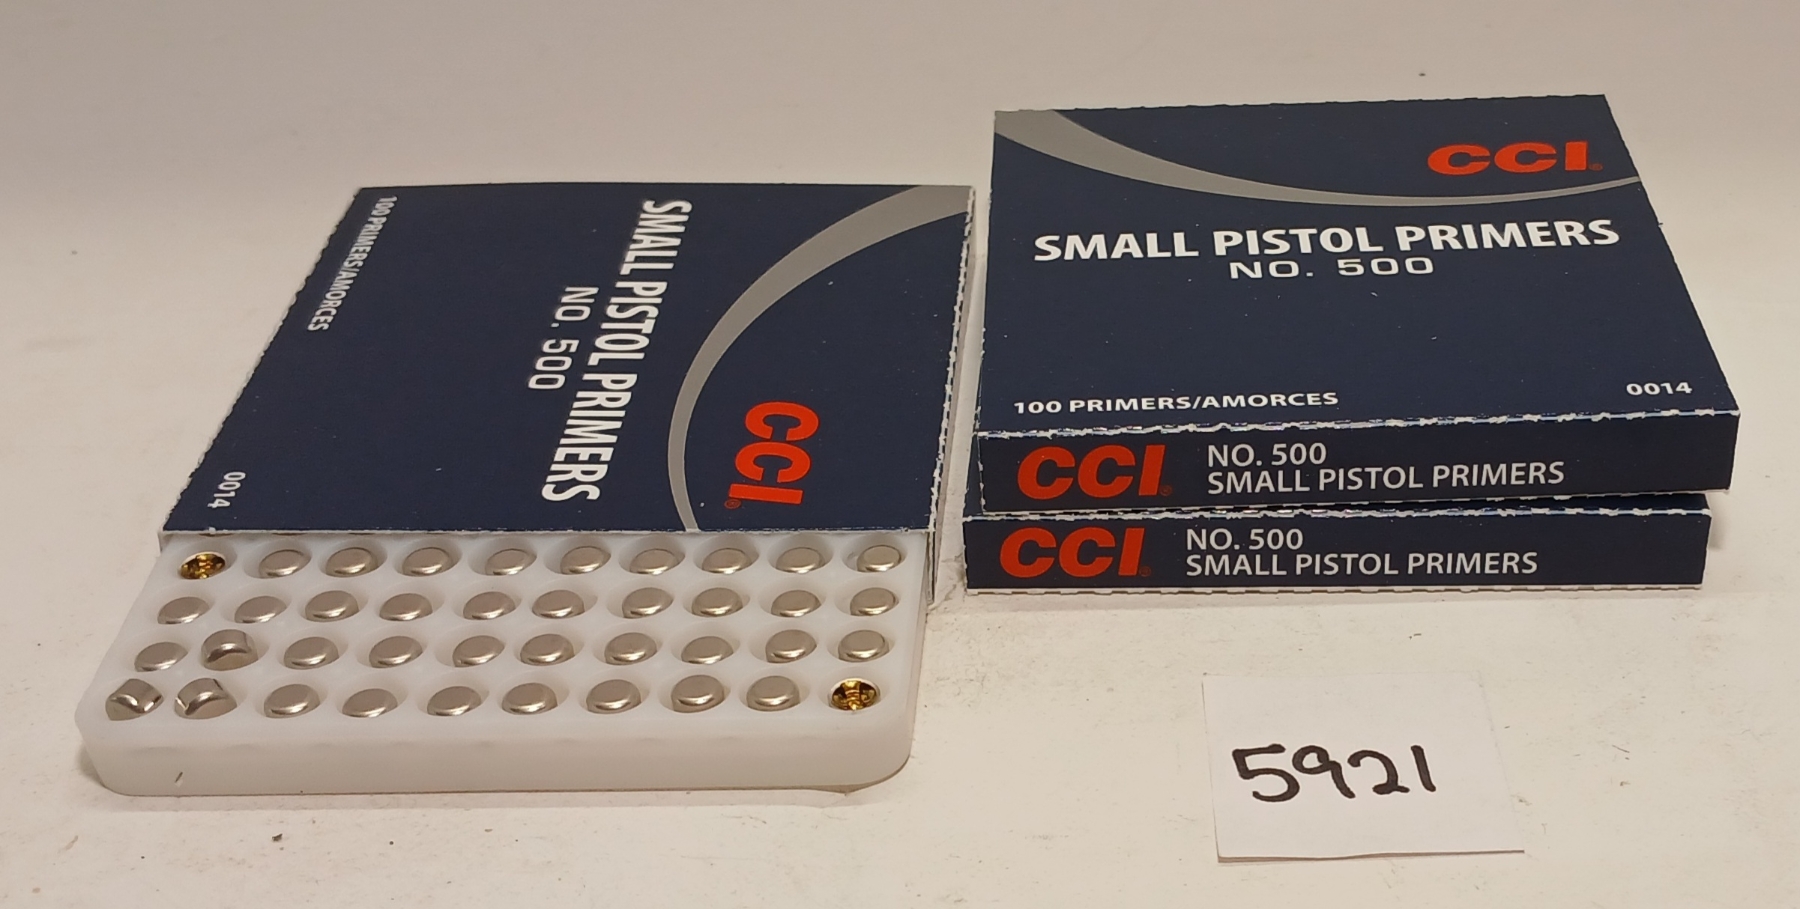 100 PRIMERS/AMORCES
SMALL PISTOL PRIMERS
NO. 500
CCI®
0014
CCI®
SMALL PISTOL PRIMERS
NO. 500
100 PRIMERS/AMORCES
0014
CCI®
NO. 500
SMALL PISTOL PRIMERS
CCI®
NO. 500
SMALL PISTOL PRIMERS
5921